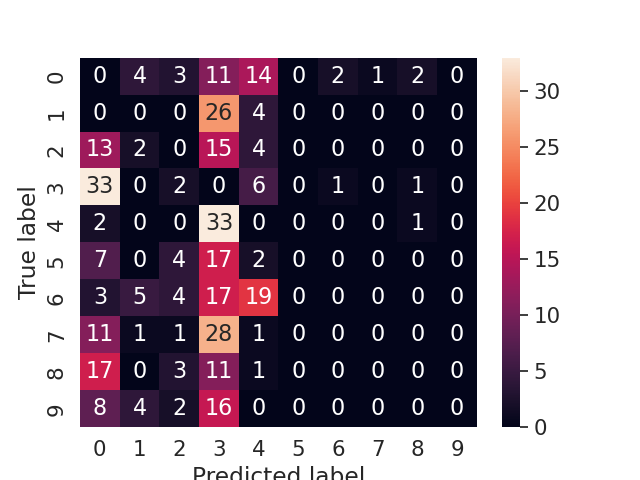 True label
0 0 4 3 11 14 0 2 1 2 0
1 0 0 0 26 4 0 0 0 0 0
2 13 2 0 15 4 0 0 0 0 0
3 33 0 2 0 6 0 1 0 1 0
4 2 0 0 33 0 0 0 0 1 0
5 7 0 4 17 2 0 0 0 0 0
6 3 5 4 17 19 0 0 0 0 0
7 11 1 1 28 1 0 0 0 0 0
8 17 0 3 11 1 0 0 0 0 0
9 8 4 2 16 0 0 0 0 0 0
0 1 2 3 4 5 6 7 8 9
Predicted label
30
25
20
15
10
5
0